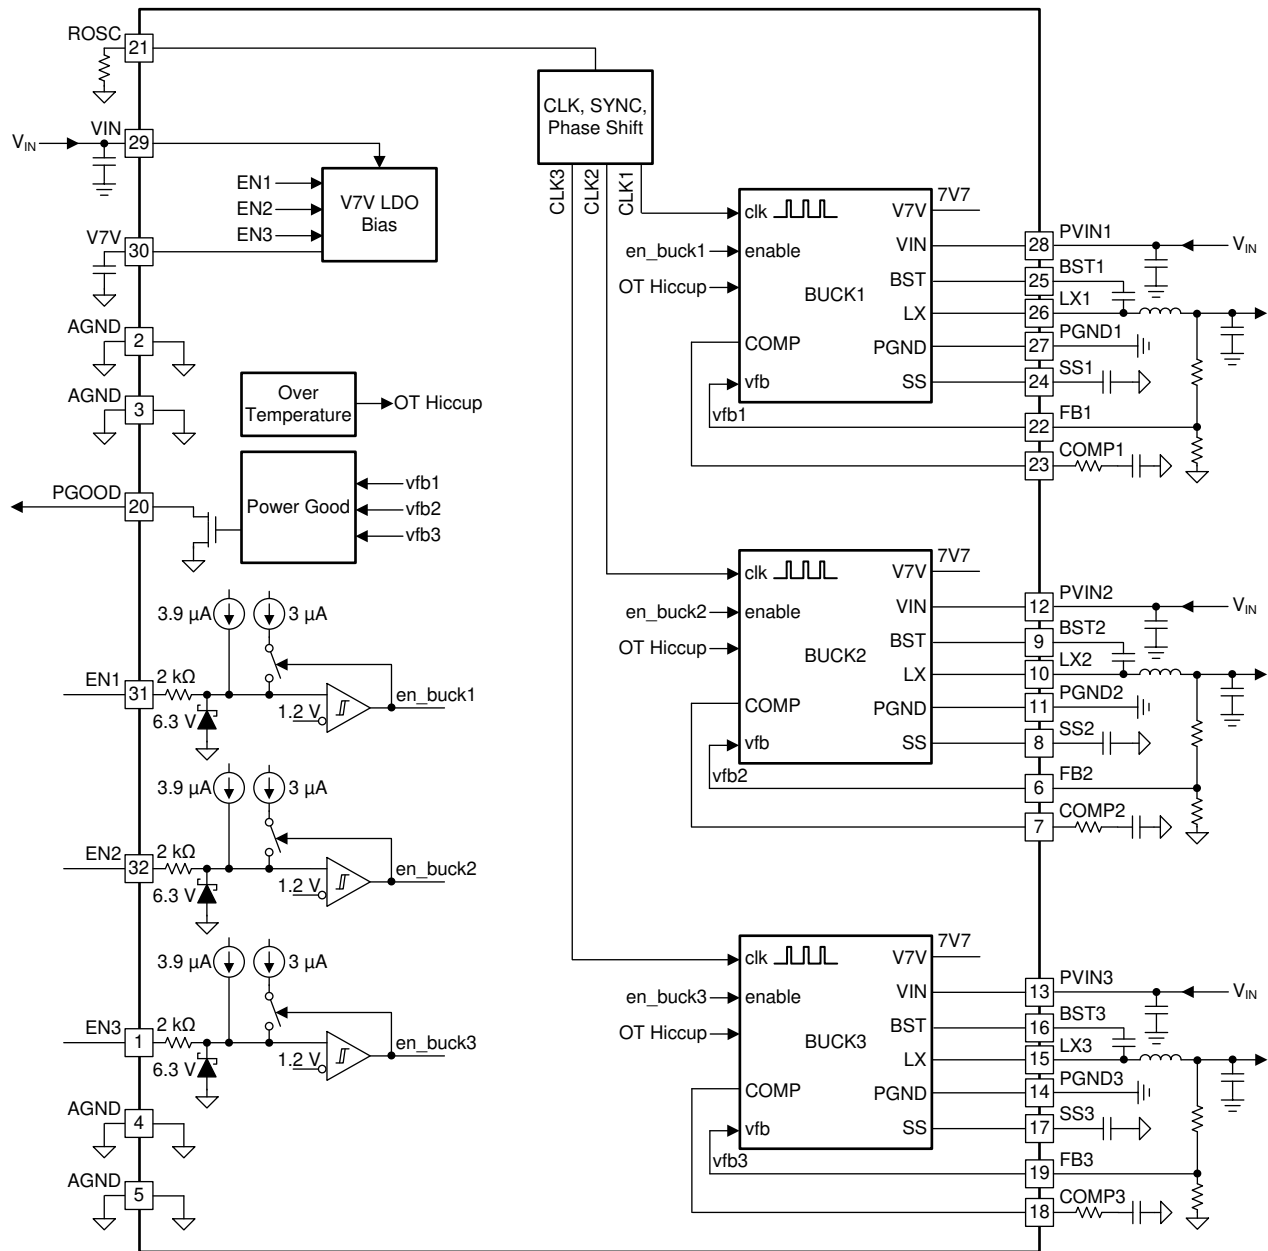 ROSC
21
CLK, SYNC,
Phase Shift
VIN
VIN
29
EN1
EN2
EN3
V7V LDO
Bias
V7V
30
CLK3
CLK2
CLK1
AGND
2
AGND
3
Over
Temperature
OT Hiccup
PGOOD
20
Power Good
vfb1
vfb2
vfb3
3.9 µA
3 µA
EN1
31
2 kΩ
6.3 V
1.2 V
en_buck1
3.9 µA
3 µA
EN2
32
2 kΩ
6.3 V
1.2 V
en_buck2
3.9 µA
3 µA
EN3
1
2 kΩ
6.3 V
1.2 V
en_buck3
AGND
4
AGND
5
clk
V7V
7V7
en_buck1
enable
VIN
28
PVIN1
VIN
OT Hiccup
BUCK1
BST
25
BST1
LX
26
LX1
COMP
PGND
27
PGND1
vfb
SS
24
SS1
vfb1
22
FB1
23
COMP1
clk
V7V
7V7
en_buck2
enable
VIN
12
PVIN2
VIN
OT Hiccup
BUCK2
BST
9
BST2
LX
10
LX2
COMP
PGND
11
PGND2
vfb
SS
8
SS2
vfb2
6
FB2
7
COMP2
clk
V7V
7V7
en_buck3
enable
VIN
13
PVIN3
VIN
OT Hiccup
BUCK3
BST
16
BST3
LX
15
LX3
COMP
PGND
14
PGND3
vfb
SS
17
SS3
vfb3
19
FB3
18
COMP3